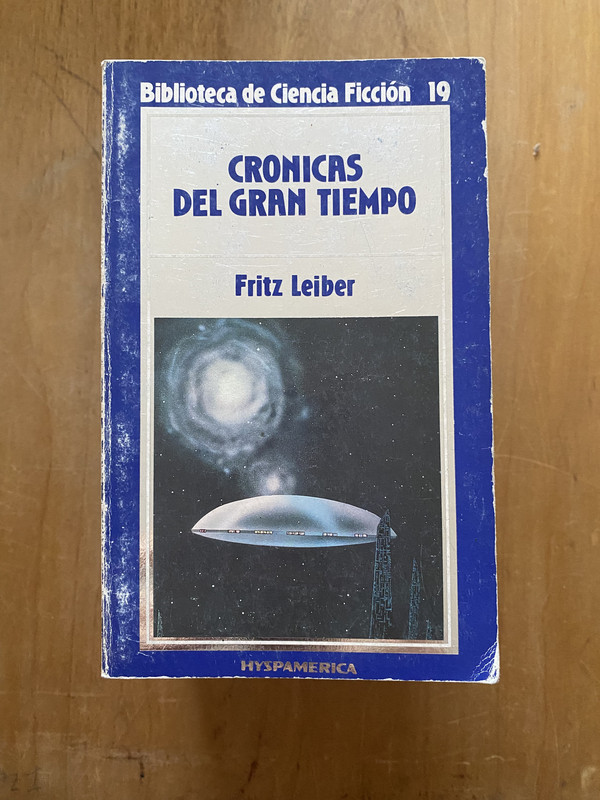 Biblioteca de Ciencia Ficción 19
CRONICAS
DEL GRAN TIEMPO
Fritz Leiber
HYSPAMERICA